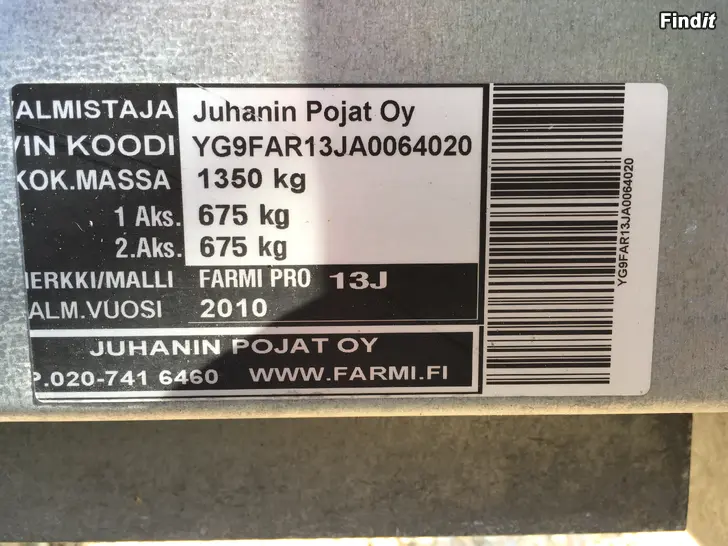 Findit
ALMISTAJA Juhanin Pojat Oy
VIN KOODI YG9FAR13JA0064020
KOK.MASSA 1350 kg
1 Aks. 675 kg
2.Aks. 675 kg
MERKKI/MALLI FARMI PRO 13J
ALM.VUOSI 2010
JUHANIN POJAT OY
P.020-741 6460 WWW.FARMI.FI
YG9FAR13JA0064020